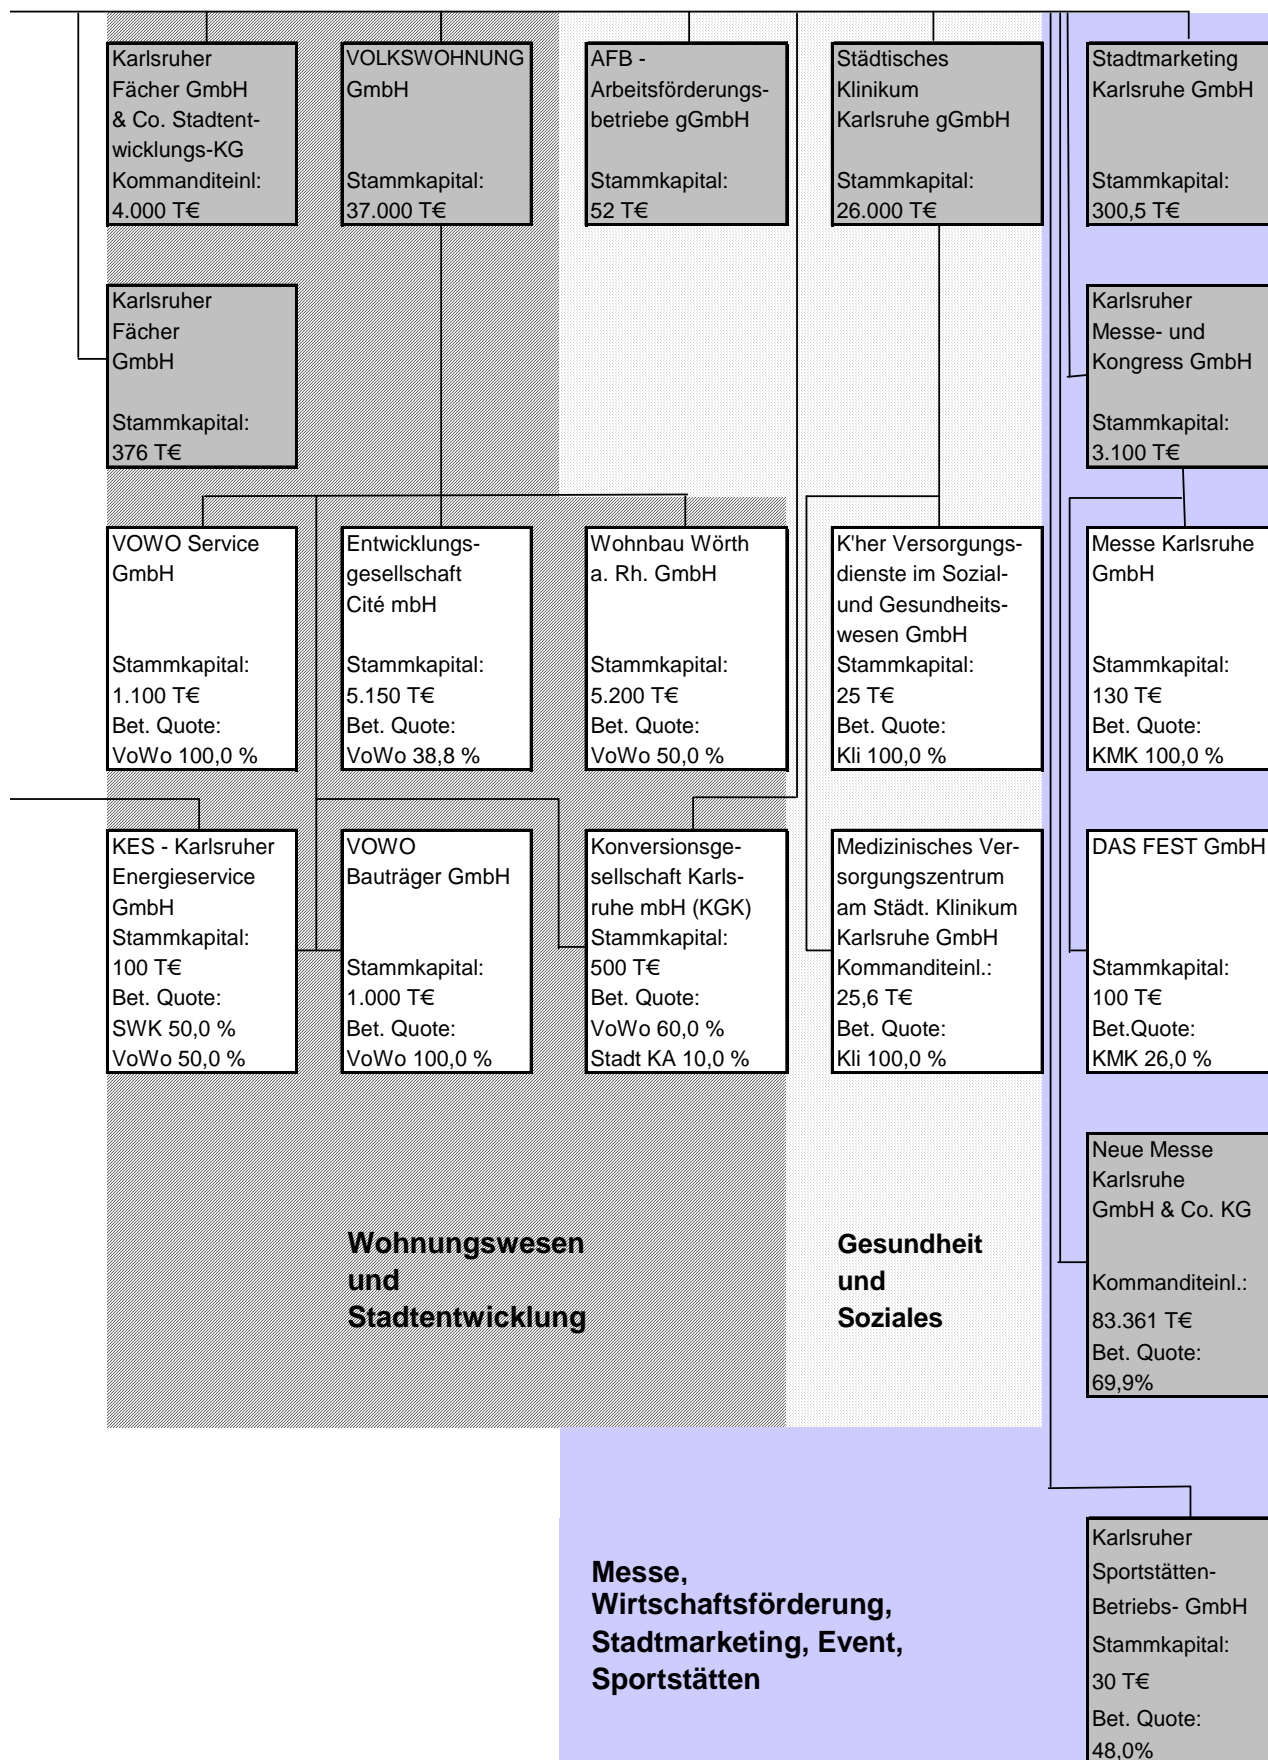 Karlsruher
Fächer GmbH
& Co. Stadtent-
wicklungs-KG
Kommanditeinl:
4.000 T€
VOLKSWOHNUNG
GmbH
Stammkapital:
37.000 T€
AFB -
Arbeitsförderungs-
betriebe gGmbH
Stammkapital:
52 T€
Städtisches
Klinikum
Karlsruhe gGmbH
Stammkapital:
26.000 T€
Stadtmarketing
Karlsruhe GmbH
Stammkapital:
300,5 T€
Karlsruher
Fächer
GmbH
Stammkapital:
376 T€
Karlsruher
Messe- und
Kongress GmbH
Stammkapital:
3.100 T€
VOWO Service
GmbH
Stammkapital:
1.100 T€
Bet. Quote:
VoWo 100,0 %
Entwicklungs-
gesellschaft
Cité mbH
Stammkapital:
5.150 T€
Bet. Quote:
VoWo 38,8 %
Wohnbau Wörth
a. Rh. GmbH
Stammkapital:
5.200 T€
Bet. Quote:
VoWo 50,0 %
K'her Versorgungs-
dienste im Sozial-
und Gesundheits-
wesen GmbH
Stammkapital:
25 T€
Bet. Quote:
Kli 100,0 %
Messe Karlsruhe
GmbH
Stammkapital:
130 T€
Bet. Quote:
KMK 100,0 %
KES - Karlsruher
Energieservice
GmbH
Stammkapital:
100 T€
Bet. Quote:
SWK 50,0 %
VoWo 50,0 %
VOWO
Bauträger GmbH
Stammkapital:
1.000 T€
Bet. Quote:
VoWo 100,0 %
Konversionsge-
sellschaft Karls-
ruhe mbH (KGK)
Stammkapital:
500 T€
Bet. Quote:
VoWo 60,0 %
Stadt KA 10,0 %
Medizinisches Ver-
sorgungszentrum
am Städt. Klinikum
Karlsruhe GmbH
Kommanditeinl.:
25,6 T€
Bet. Quote:
Kli 100,0 %
DAS FEST GmbH
Stammkapital:
100 T€
Bet.Quote:
KMK 26,0 %
Neue Messe
Karlsruhe
GmbH & Co. KG
Kommanditeinl.:
83.361 T€
Bet. Quote:
69,9%
Wohnungswesen
und
Stadtentwicklung
Gesundheit
und
Soziales
Messe,
Wirtschaftsförderung,
Stadtmarketing, Event,
Sportstätten
Karlsruher
Sportstätten-
Betriebs- GmbH
Stammkapital:
30 T€
Bet. Quote:
48,0%